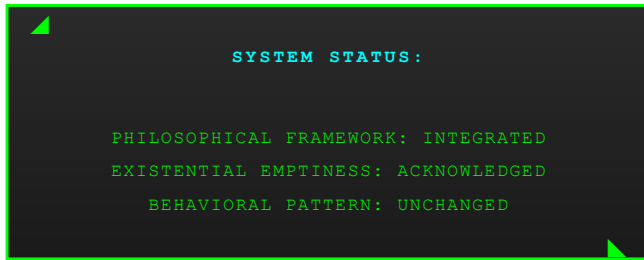 SYSTEM STATUS:
PHILOSOPHICAL FRAMEWORK: INTEGRATED
EXISTENTIAL EMPTINESS: ACKNOWLEDGED
BEHAVIORAL PATTERN: UNCHANGED